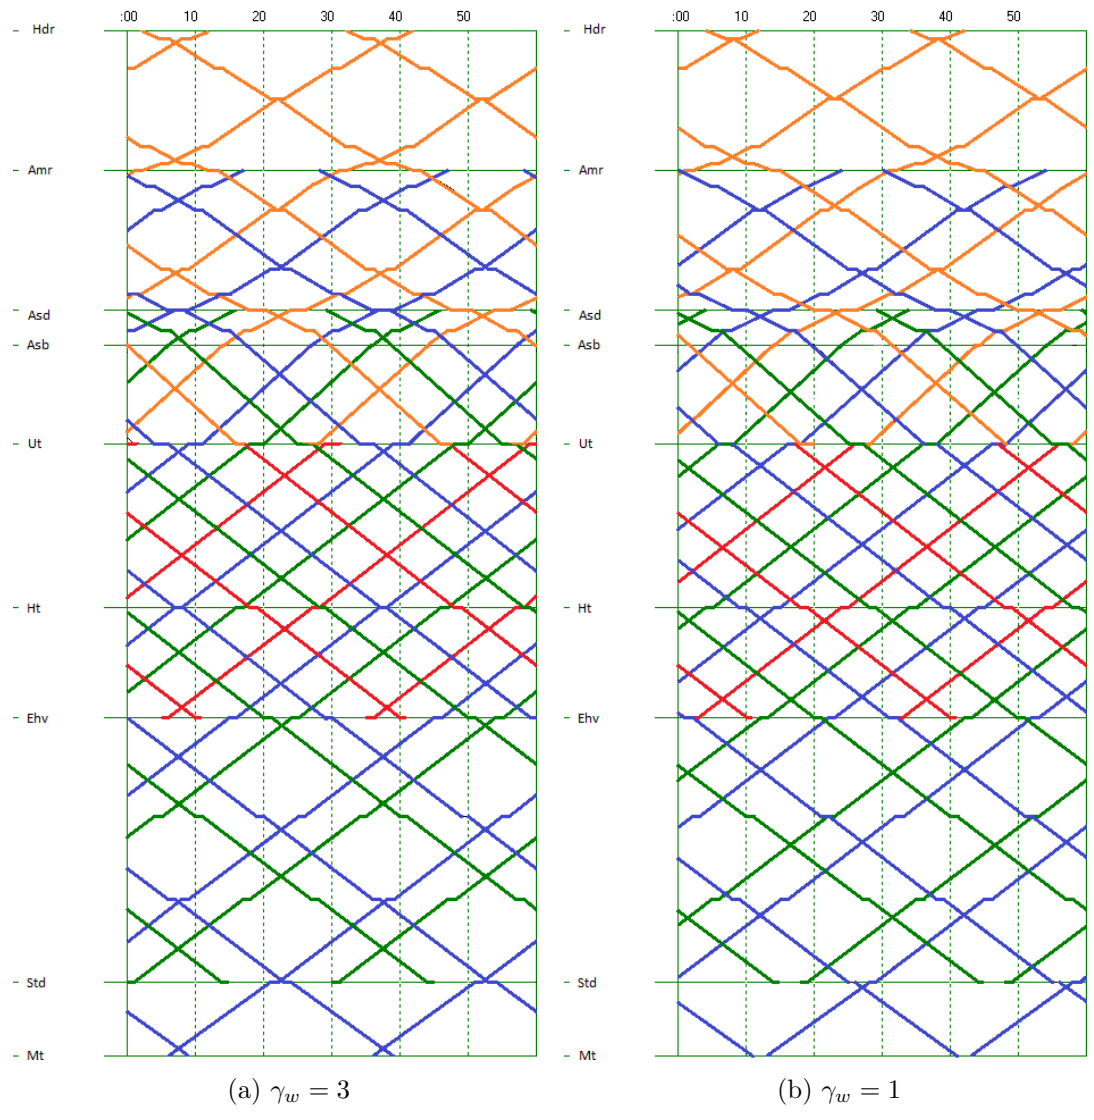 :00 10 20 30 40 50 :00 10 20 30 40 50
Hdr Hdr
Amr Amr
Asd Asd
Asb Asb
Ut Ut
Ht Ht
Ehv Ehv
Std Std
Mt Mt
(a) γw = 3 (b) γw = 1